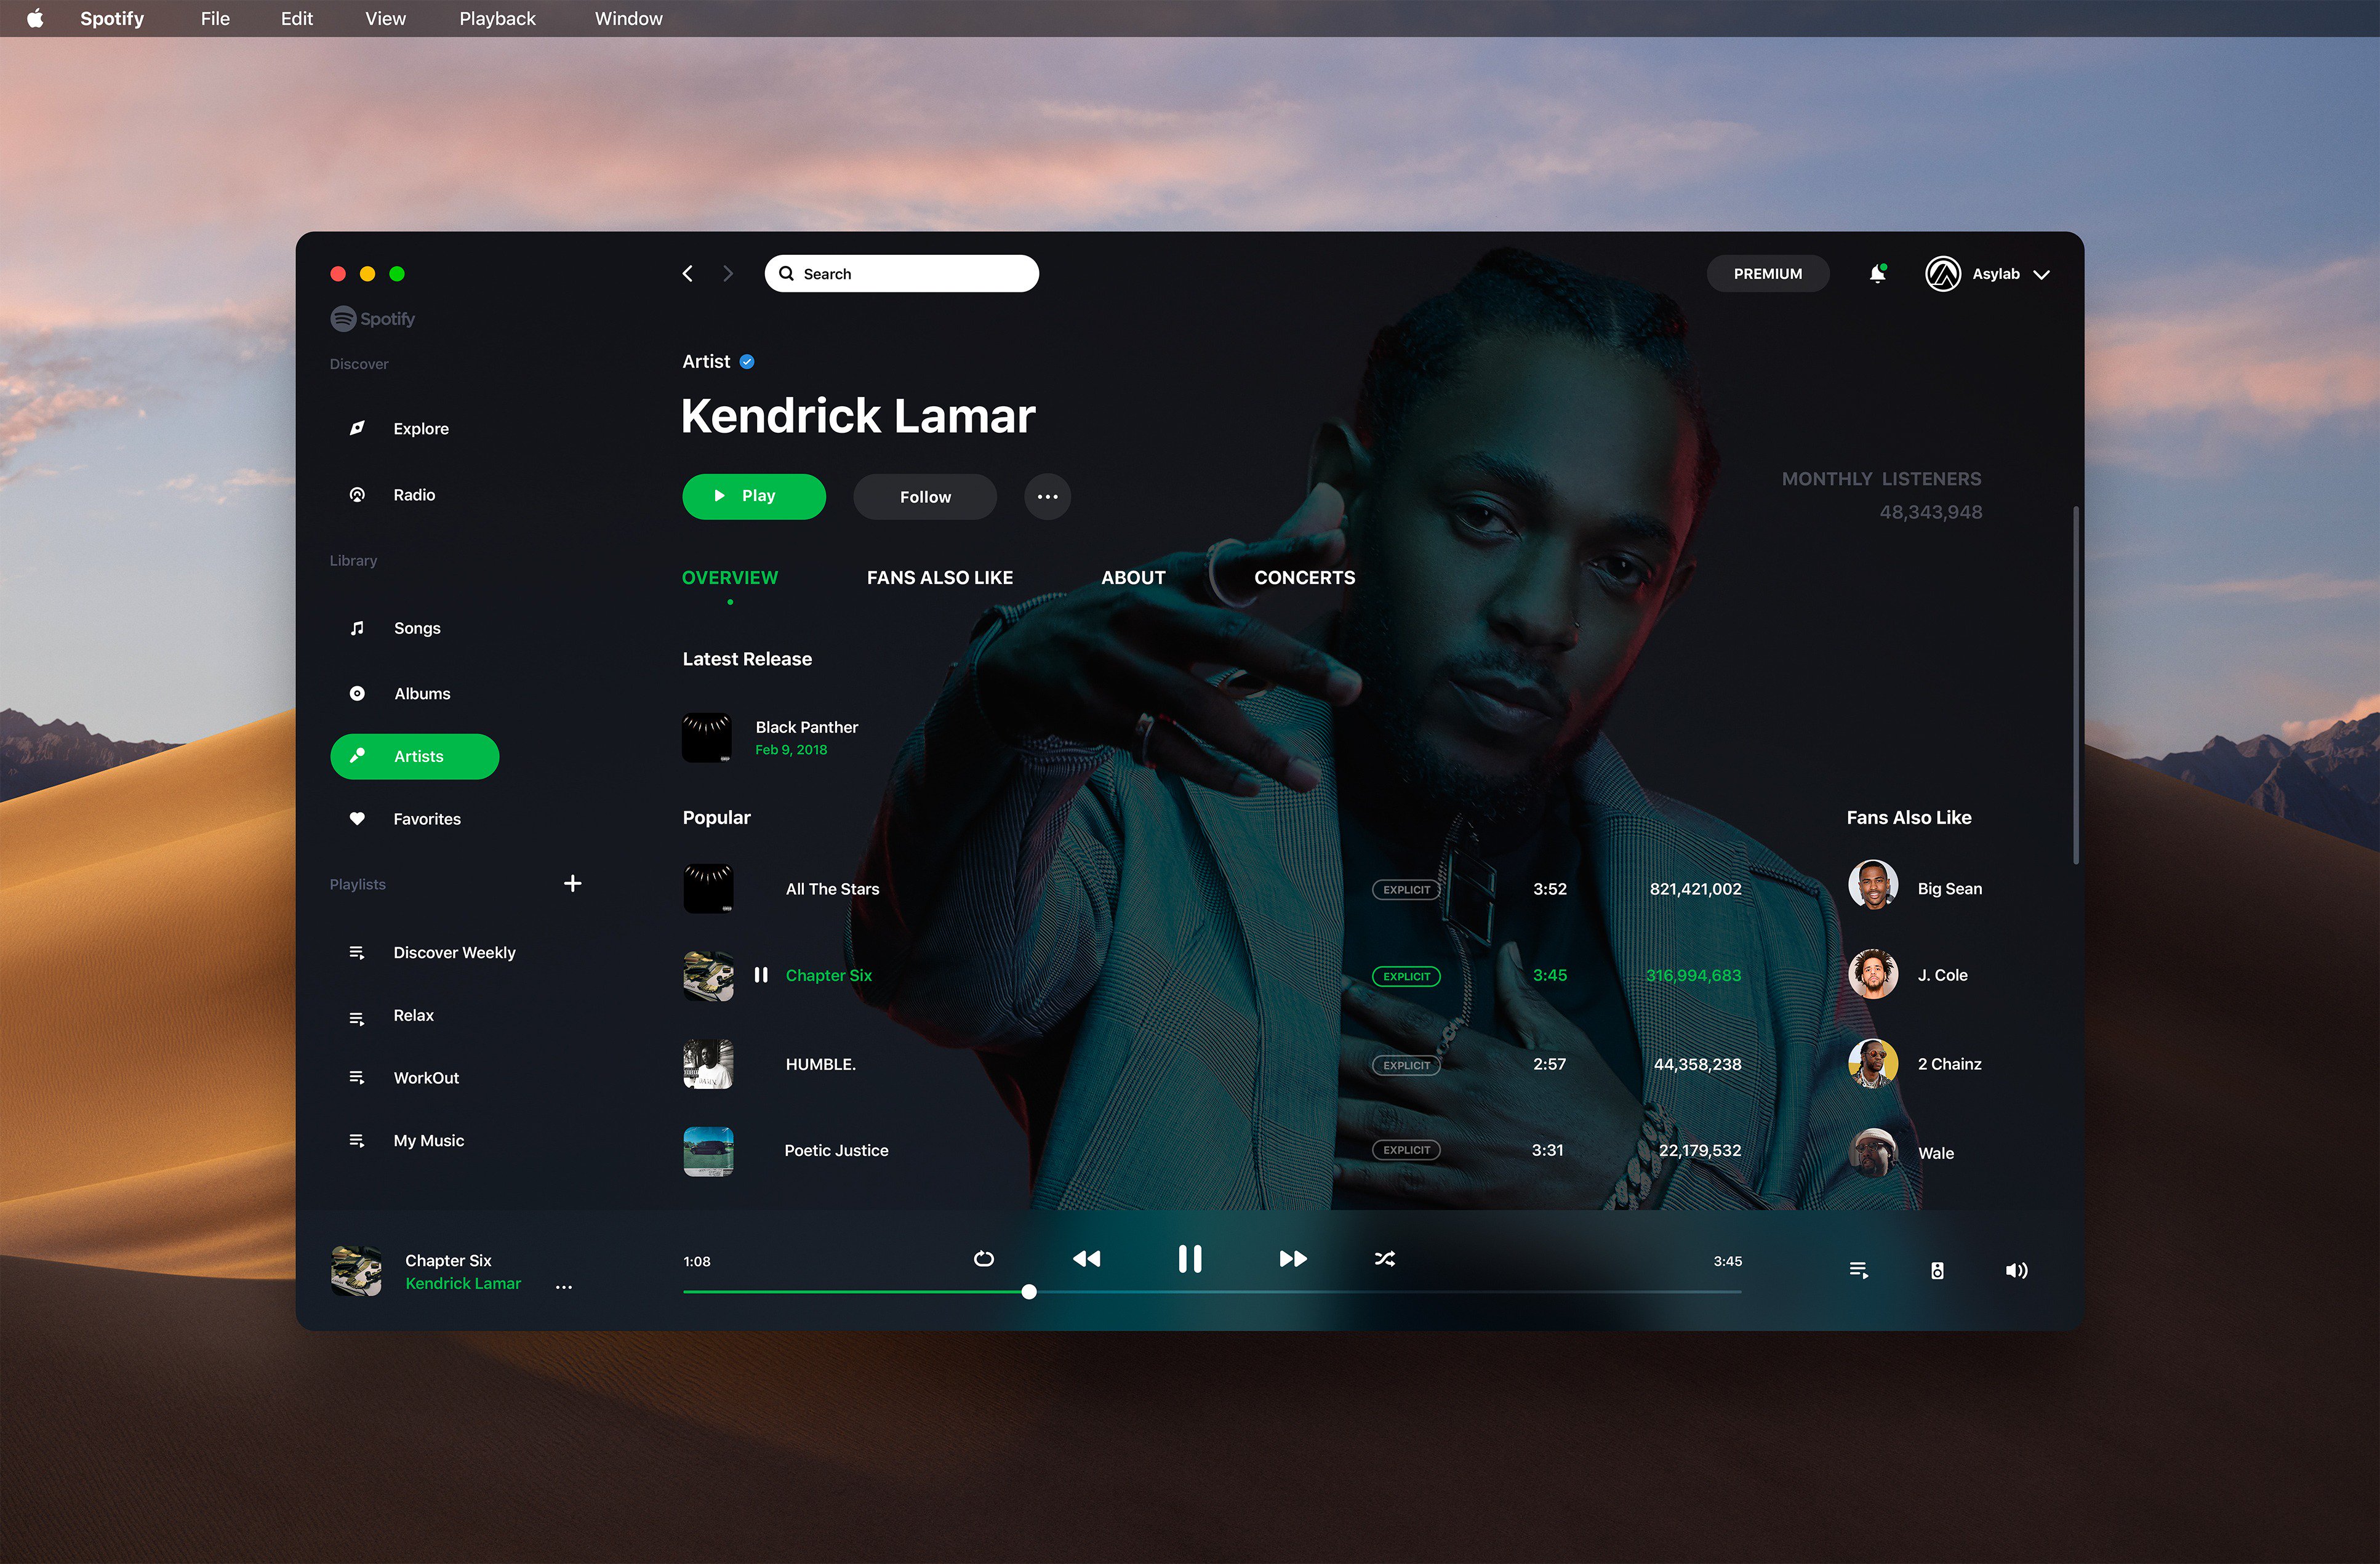 Spotify File Edit View Playback Window
Search
PREMIUM
Asylab
Spotify
Discover
Explore
Radio
Library
Songs
Albums
Artists
Favorites
Playlists
Discover Weekly
Relax
WorkOut
My Music
Artist
Kendrick Lamar
Play
Follow
MONTHLY LISTENERS
48,343,948
OVERVIEW FANS ALSO LIKE ABOUT CONCERTS
Latest Release
Black Panther
Feb 9, 2018
Popular
All The Stars EXPLICIT 3:52 821,421,002
Chapter Six EXPLICIT 3:45 316,994,683
HUMBLE. EXPLICIT 2:57 44,358,238
Poetic Justice EXPLICIT 3:31 22,179,532
Fans Also Like
Big Sean
J. Cole
2 Chainz
Wale
Chapter Six
Kendrick Lamar
1:08
3:45